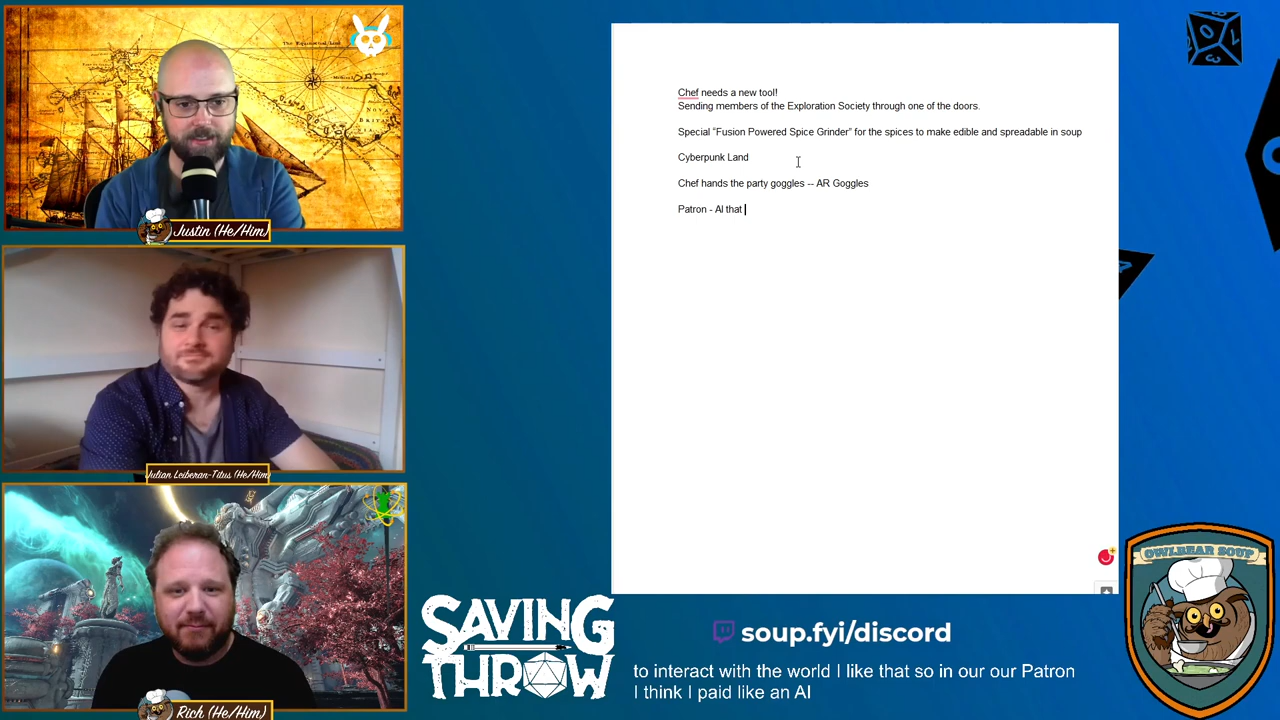 Justin (He/Him)
Julian Leiberan-Titus (He/Him)
Rich (He/Him)
Chef needs a new tool!
Sending members of the Exploration Society through one of the doors.
Special “Fusion Powered Spice Grinder” for the spices to make edible and spreadable in soup
Cyberpunk Land
Chef hands the party goggles -- AR Goggles
Patron - AI that
SAVING
THROW
soup.fyi/discord
to interact with the world I like that so in our our Patron
I think I paid like an AI
OWLBEAR SOUP